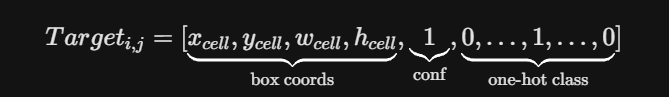 Target_{i,j} = [x_{cell}, y_{cell}, w_{cell}, h_{cell}, 1, 0, . . . , 1, . . . , 0]
box coords conf one-hot class